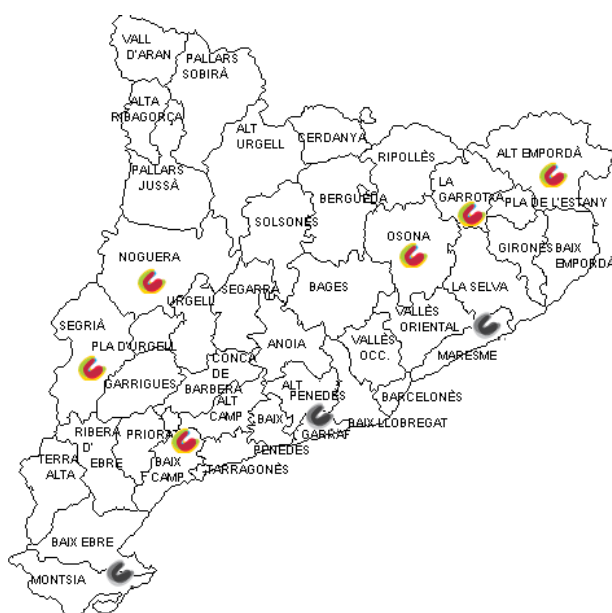 VALL
D'ARAN
PALLARS
SOBIRÀ
ALTA
RIBAGORÇA
ALT
URGELL
CERDANYA
RIPOLLÈS
ALT EMPORDÀ
LA
GARROTXA
PLA DE L'ESTANY
PALLARS
JUSSÀ
BERGUEDA
SOLSONÈS
OSONA
GIRONÈS
BAIX
EMPORDÀ
NOGUERA
URGELL
SEGARRA
BAGES
LA SELVA
VALLÈS
ORIENTAL
SEGRIÀ
PLA D'URGELL
ANOIA
VALLÈS
OCC.
MARESME
GARRIGUES
CONCA
DE
BARBERA
ALT
PENEDÈS
BARCELONÈS
ALT
CAMP
BAIX
PENEDÈS
GARRAF
BAIX LLOBREGAT
RIBERA
D'
EBRE
PRIORAT
BAIX
CAMP
TARRAGONÈS
TERRA
ALTA
BAIX EBRE
MONTSIA